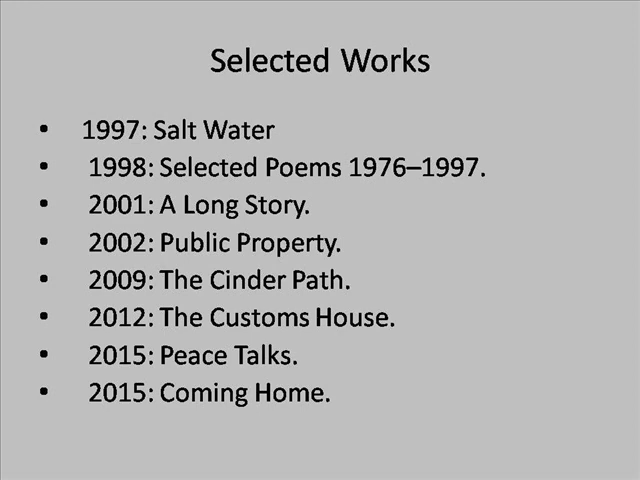 Selected Works
• 1997: Salt Water
• 1998: Selected Poems 1976–1997.
• 2001: A Long Story.
• 2002: Public Property.
• 2009: The Cinder Path.
• 2012: The Customs House.
• 2015: Peace Talks.
• 2015: Coming Home.